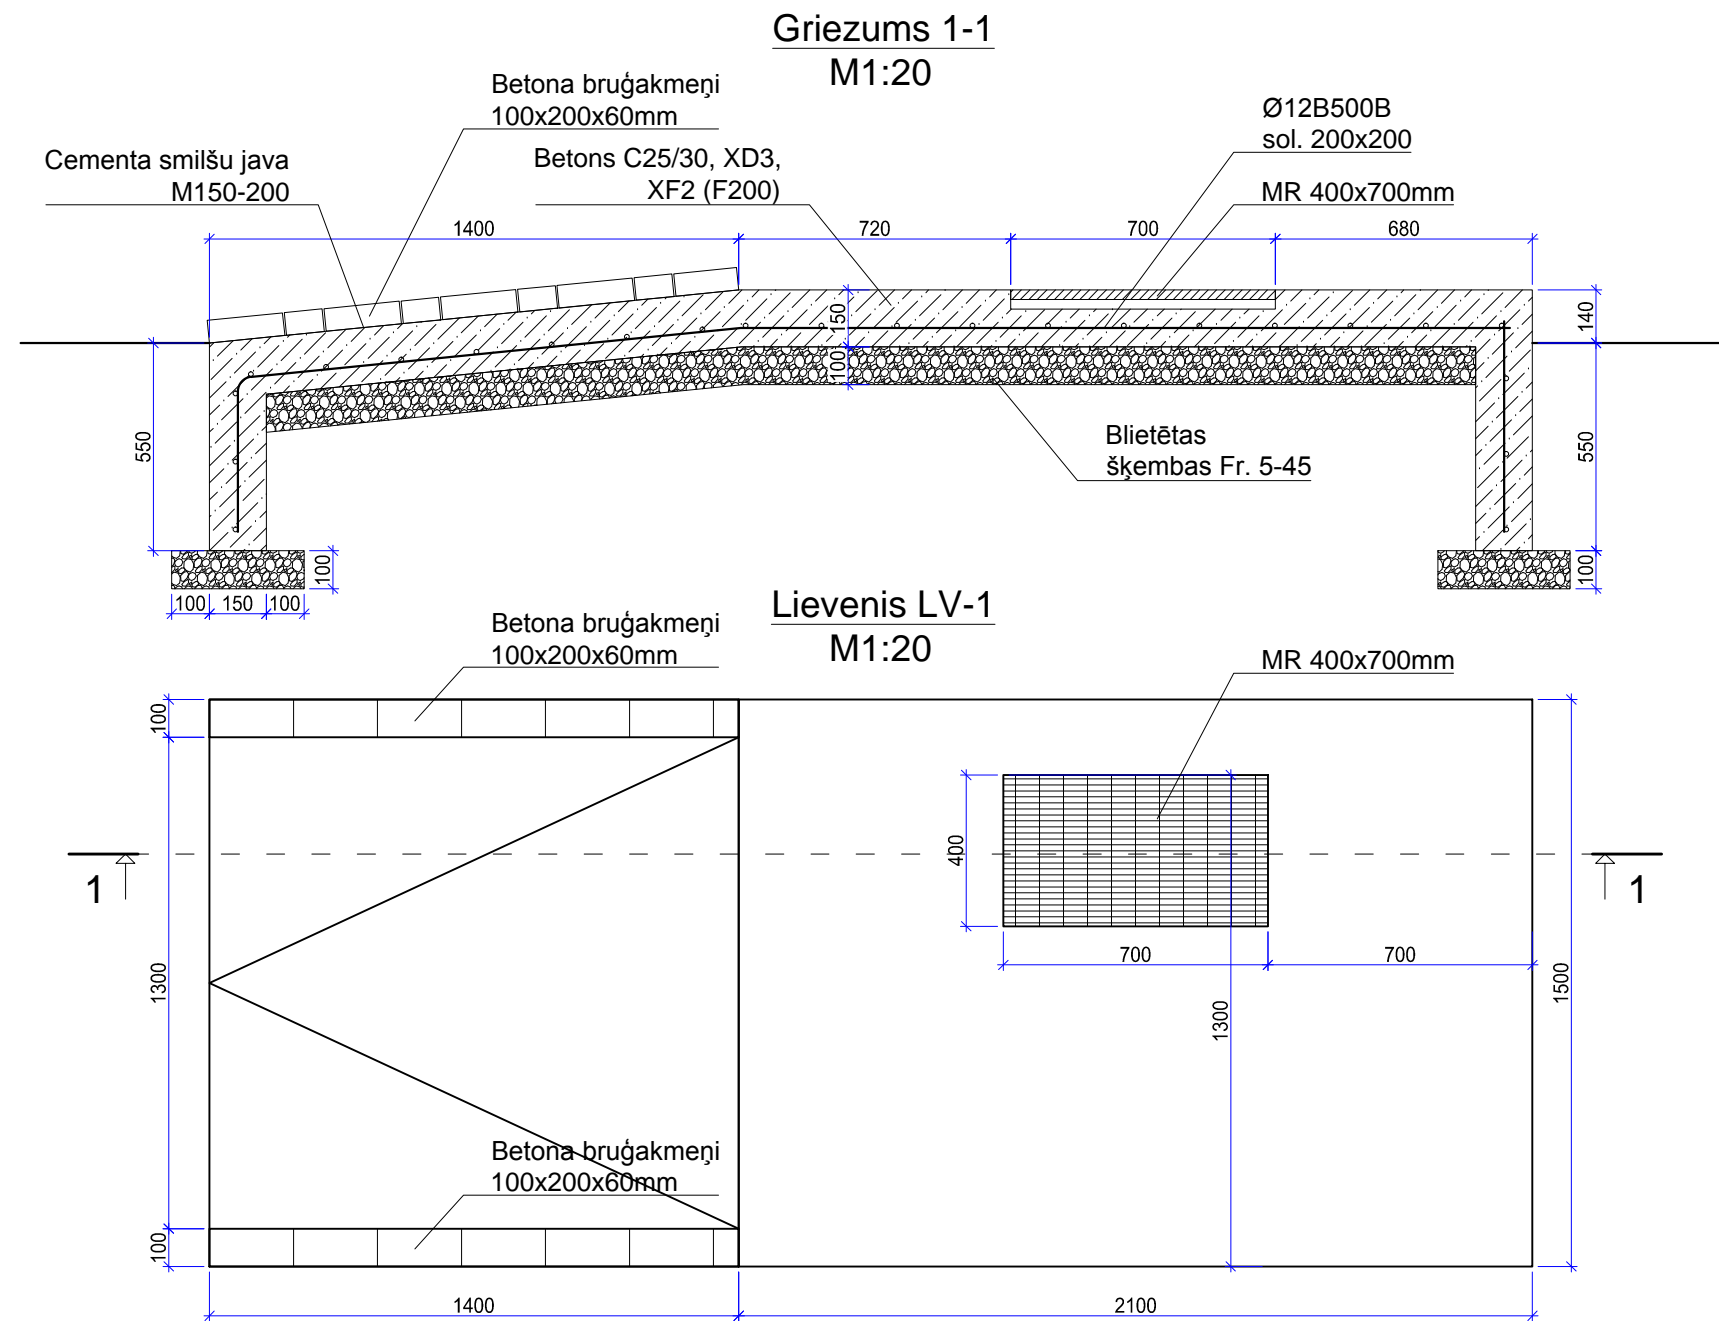 Griezums 1-1
M1:20
Betona bruģakmeņi
100x200x60mm
Ø12B500B
sol. 200x200
Cementa smilšu java
M150-200
Betons C25/30, XD3,
XF2 (F200)
MR 400x700mm
1400
720
700
680
150
140
100
550
550
Blietētas
šķembas Fr. 5-45
100
100
100
150
100
Lievenis LV-1
M1:20
Betona bruģakmeņi
100x200x60mm
MR 400x700mm
100
400
1
1
700
700
1300
1500
1300
Betona bruģakmeņi
100x200x60mm
100
1400
2100